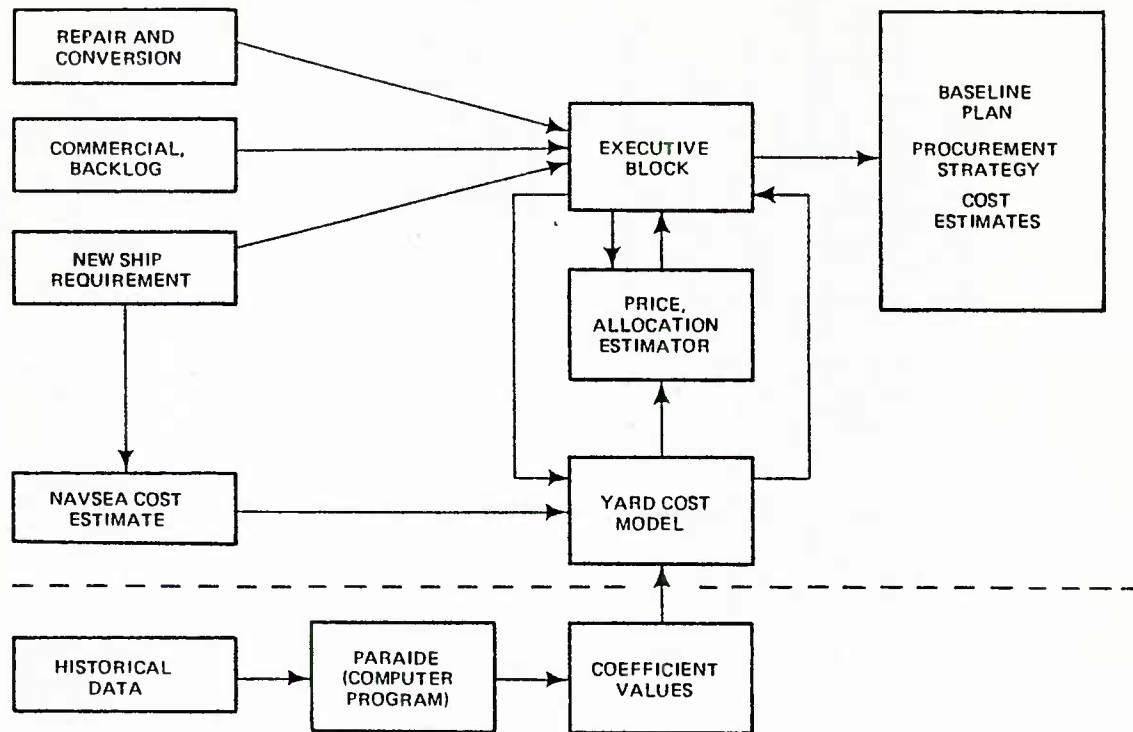 REPAIR AND
CONVERSION
COMMERCIAL,
BACKLOG
NEW SHIP
REQUIREMENT
NAVSEA COST
ESTIMATE
EXECUTIVE
BLOCK
PRICE,
ALLOCATION
ESTIMATOR
YARD COST
MODEL
BASELINE
PLAN
PROCUREMENT
STRATEGY
COST
ESTIMATES
HISTORICAL
DATA
PARAIDE
(COMPUTER
PROGRAM)
COEFFICIENT
VALUES